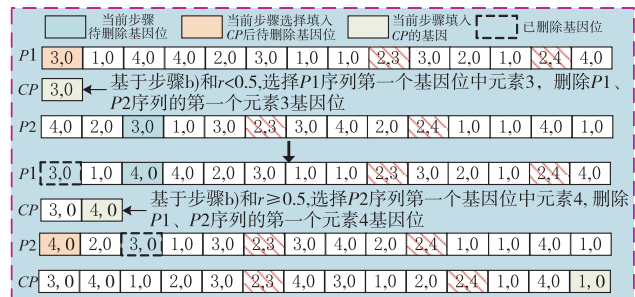 当前步骤待删除基因位 当前步骤选择填入CP后待删除基因位 当前步骤填入CP的基因 已删除基因位
P1 3,0 1,0 4,0 4,0 2,0 3,0 1,0 1,0 2,3 3,0 2,0 1,0 2,4 4,0
CP 3,0 基于步骤b)和r<0.5,选择P1序列第一个基因位中元素3，删除P1、
P2序列的第一个元素3基因位
P2 4,0 2,0 3,0 1,0 3,0 2,3 3,0 4,0 2,0 2,4 1,0 1,0 4,0 1,0
P1 3,0 1,0 4,0 4,0 2,0 3,0 1,0 1,0 2,3 3,0 2,0 1,0 2,4 4,0
CP 3,0 4,0 基于步骤b)和r≥0.5,选择P2序列第一个基因位中元素4,删除
P1、P2序列的第一个元素4基因位
P2 4,0 2,0 3,0 1,0 3,0 2,3 3,0 4,0 2,0 2,4 1,0 1,0 4,0 1,0
CP 3,0 4,0 1,0 2,0 3,0 2,3 4,0 3,0 1,0 2,0 2,4 1,0 4,0 1,0